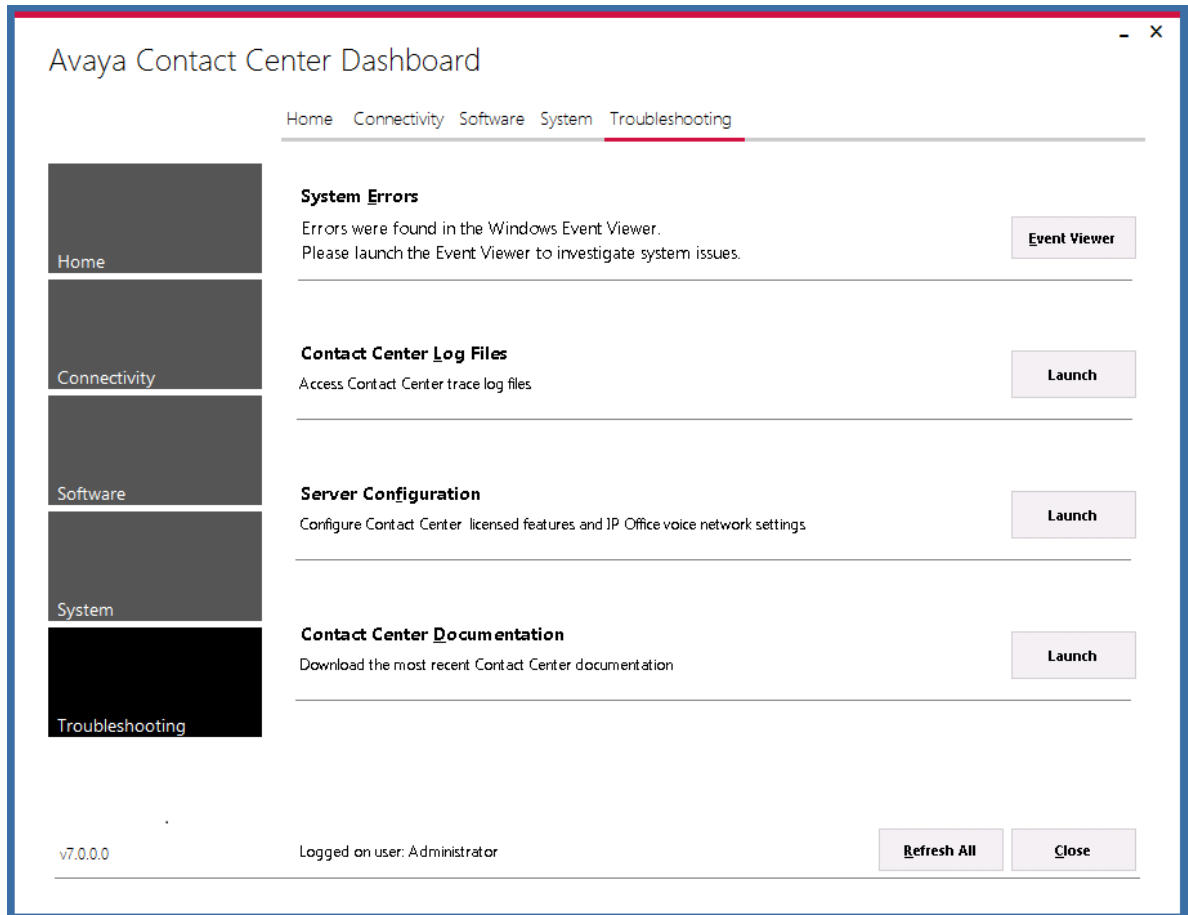 Avaya Contact Center Dashboard
Home Connectivity Software System Troubleshooting
Home
Connectivity
Software
System
Troubleshooting
System Errors
Errors were found in the Windows Event Viewer.
Please launch the Event Viewer to investigate system issues.
Event Viewer
Contact Center Log Files
Access Contact Center trace log files
Launch
Server Configuration
Configure Contact Center licensed features and IP Office voice network settings
Launch
Contact Center Documentation
Download the most recent Contact Center documentation
Launch
v7.0.0.0
Logged on user: Administrator
Refresh All
Close